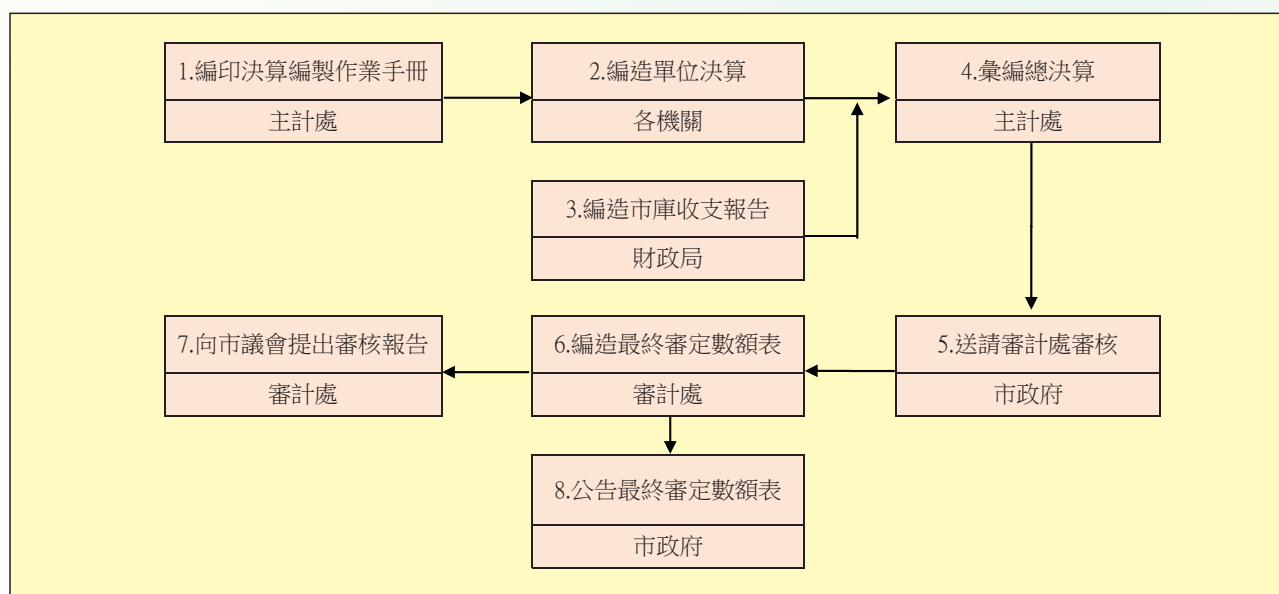 1.編印決算編製作業手冊
主計處
2.編造單位決算
各機關
3.編造市庫收支報告
財政局
4.彙編總決算
主計處
5.送請審計處審核
市政府
6.編造最終審定數額表
審計處
7.向市議會提出審核報告
審計處
8.公告最終審定數額表
市政府